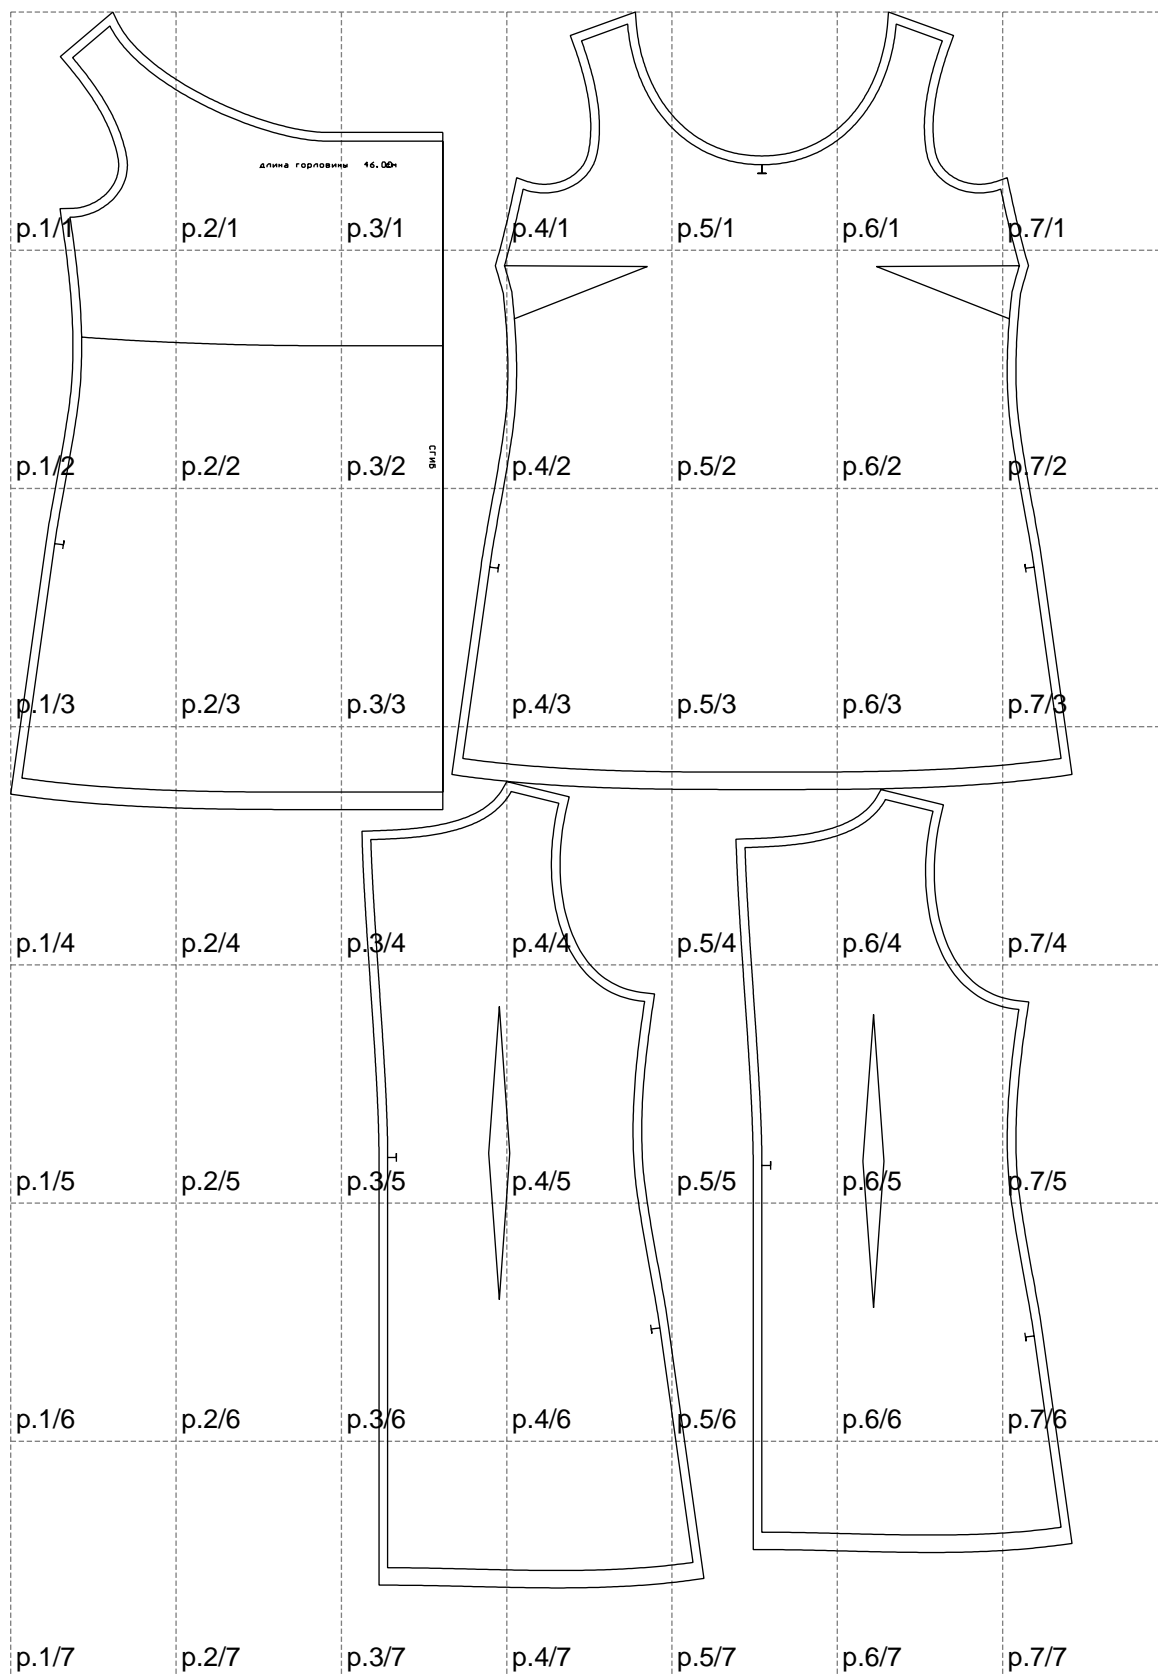 длина горловины 46.00см
p.1/1 p.2/1 p.3/1 p.4/1 p.5/1 p.6/1 p.7/1
сгиб
p.1/2 p.2/2 p.3/2 p.4/2 p.5/2 p.6/2 p.7/2
p.1/3 p.2/3 p.3/3 p.4/3 p.5/3 p.6/3 p.7/3
p.1/4 p.2/4 p.3/4 p.4/4 p.5/4 p.6/4 p.7/4
p.1/5 p.2/5 p.3/5 p.4/5 p.5/5 p.6/5 p.7/5
p.1/6 p.2/6 p.3/6 p.4/6 p.5/6 p.6/6 p.7/6
p.1/7 p.2/7 p.3/7 p.4/7 p.5/7 p.6/7 p.7/7